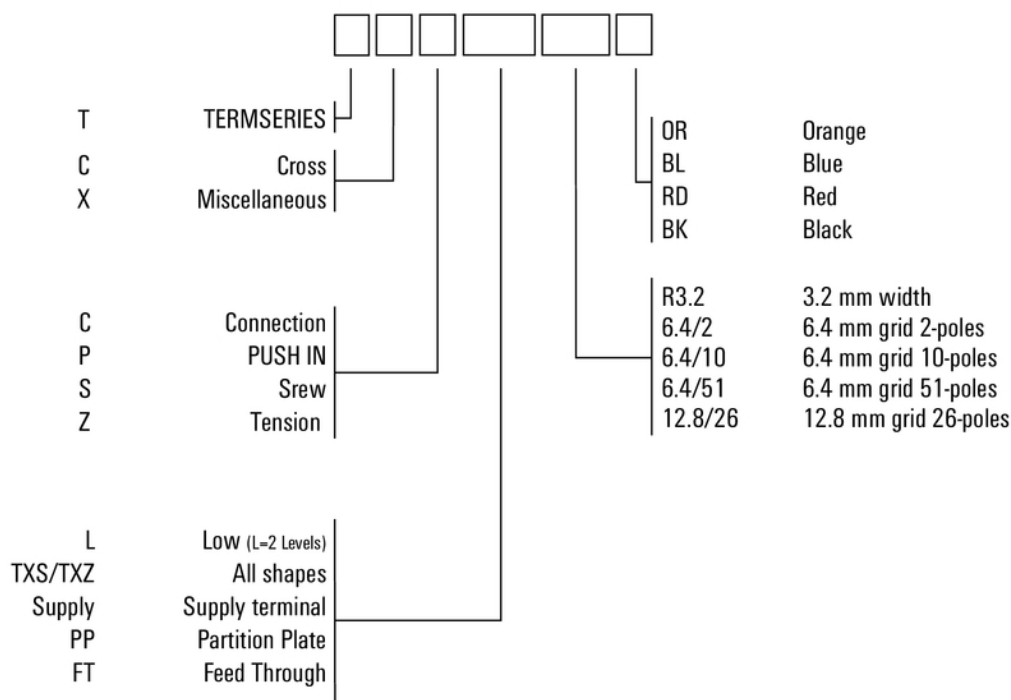 T TERMSERIES
C Cross
X Miscellaneous
C Connection
P PUSH IN
S Srew
Z Tension
L Low (L=2 Levels)
TXS/TXZ All shapes
Supply Supply terminal
PP Partition Plate
FT Feed Through
OR Orange
BL Blue
RD Red
BK Black
R3.2 3.2 mm width
6.4/2 6.4 mm grid 2-poles
6.4/10 6.4 mm grid 10-poles
6.4/51 6.4 mm grid 51-poles
12.8/26 12.8 mm grid 26-poles